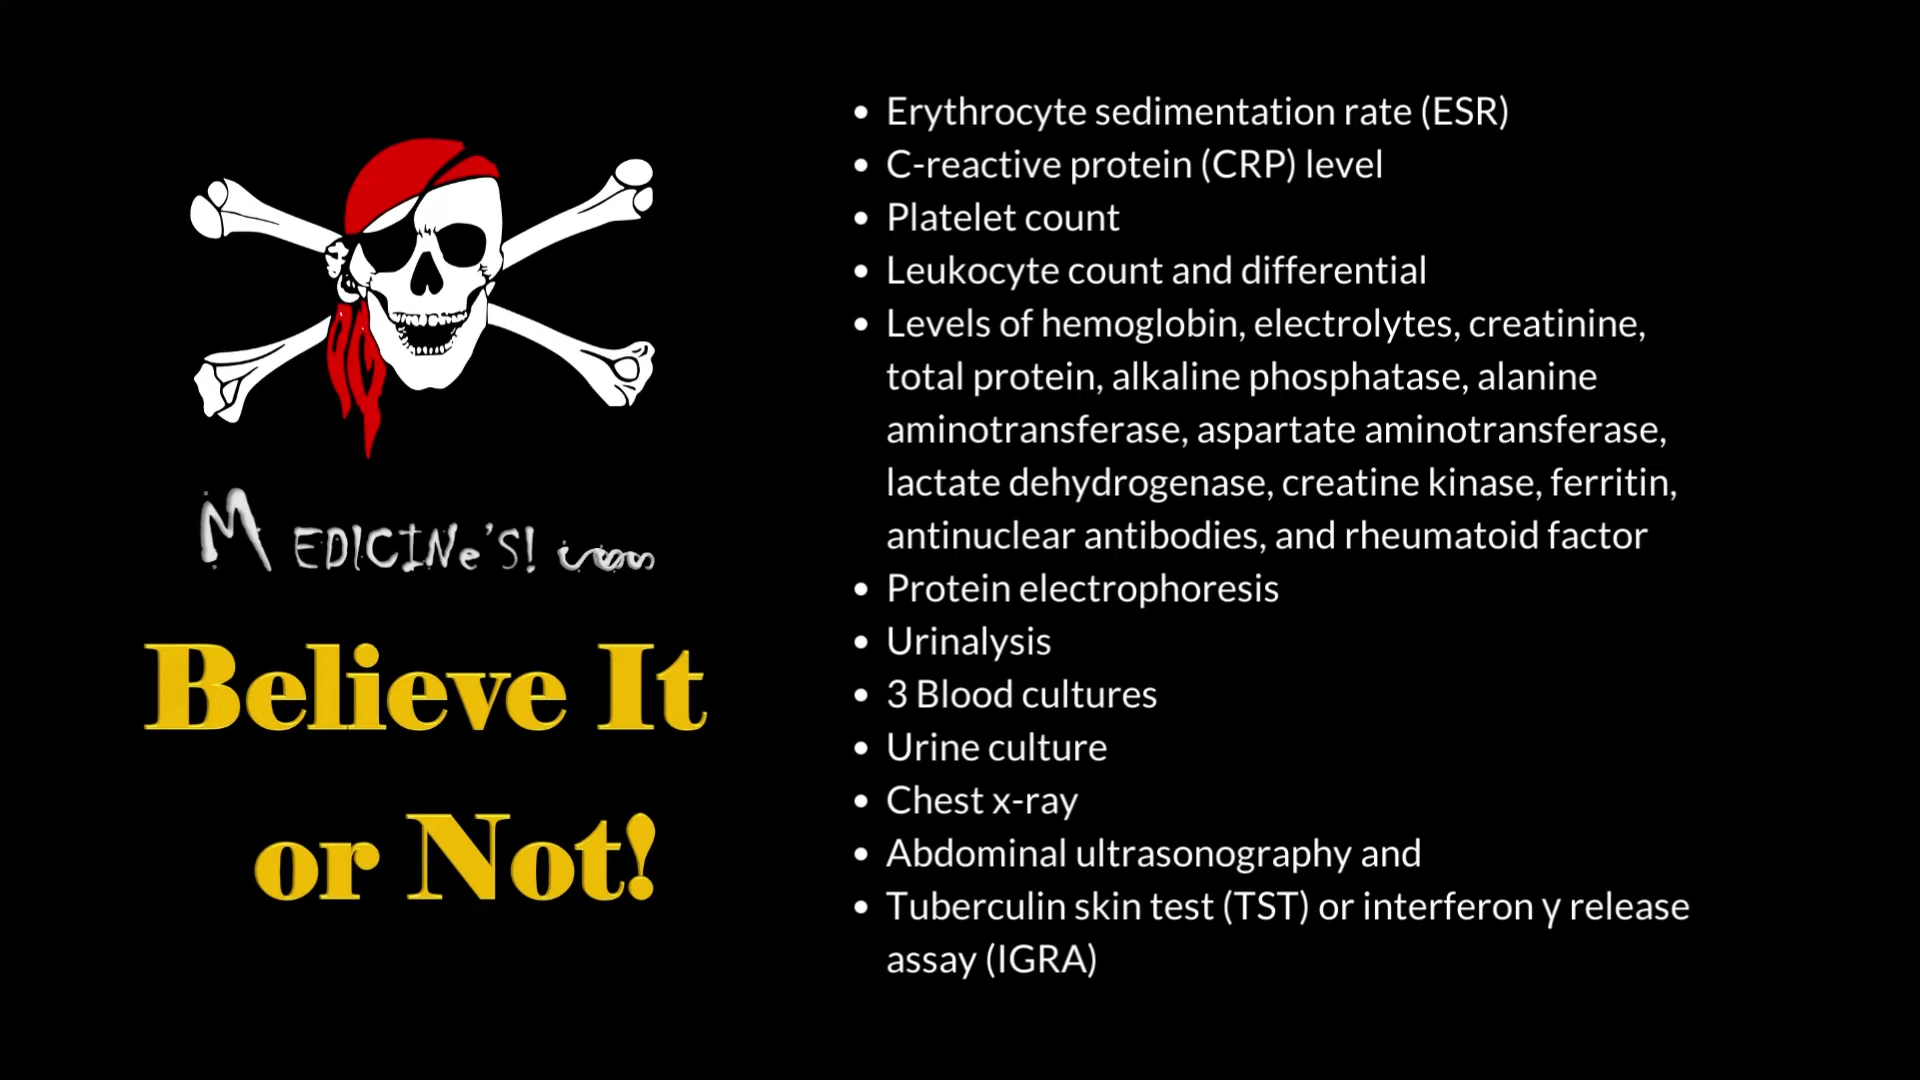 MEDICINe'S!
Believe It
or Not!
• Erythrocyte sedimentation rate (ESR)
• C-reactive protein (CRP) level
• Platelet count
• Leukocyte count and differential
• Levels of hemoglobin, electrolytes, creatinine,
total protein, alkaline phosphatase, alanine
aminotransferase, aspartate aminotransferase,
lactate dehydrogenase, creatine kinase, ferritin,
antinuclear antibodies, and rheumatoid factor
• Protein electrophoresis
• Urinalysis
• 3 Blood cultures
• Urine culture
• Chest x-ray
• Abdominal ultrasonography and
• Tuberculin skin test (TST) or interferon γ release
assay (IGRA)